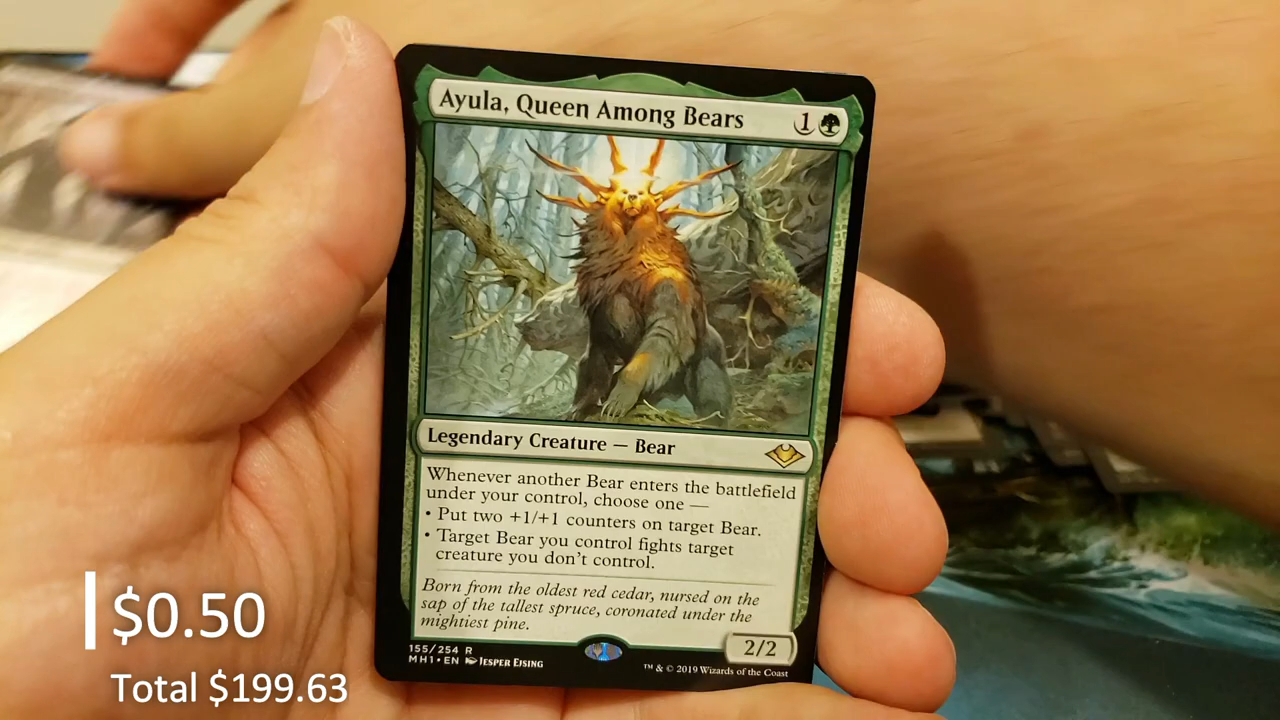 Ayula, Queen Among Bears 1
Legendary Creature — Bear
Whenever another Bear enters the battlefield
under your control, choose one —
• Put two +1/+1 counters on target Bear.
• Target Bear you control fights target
creature you don't control.
Born from the oldest red cedar, nursed on the
sap of the tallest spruce, coronated under the
mightiest pine.
2/2
155/254 R
MH1 • EN Jesper Eising
™ & © 2019 Wizards of the Coast
$0.50
Total $199.63